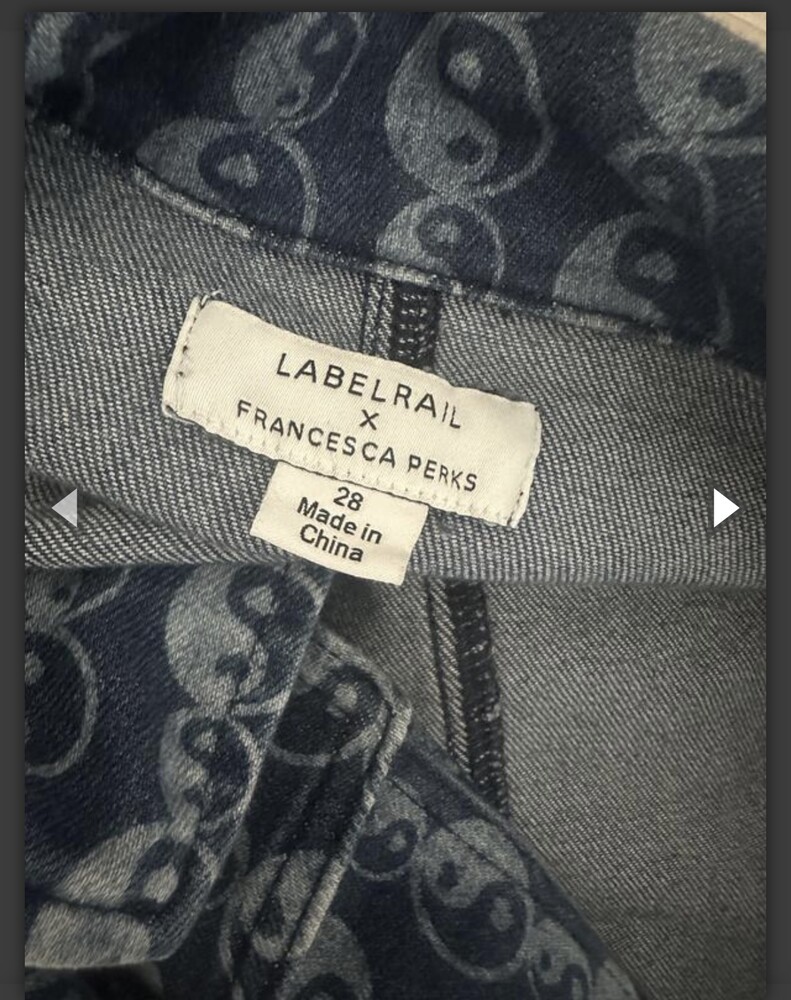 LABELRAIL
X
FRANCESCA PERKS
28
Made in
China